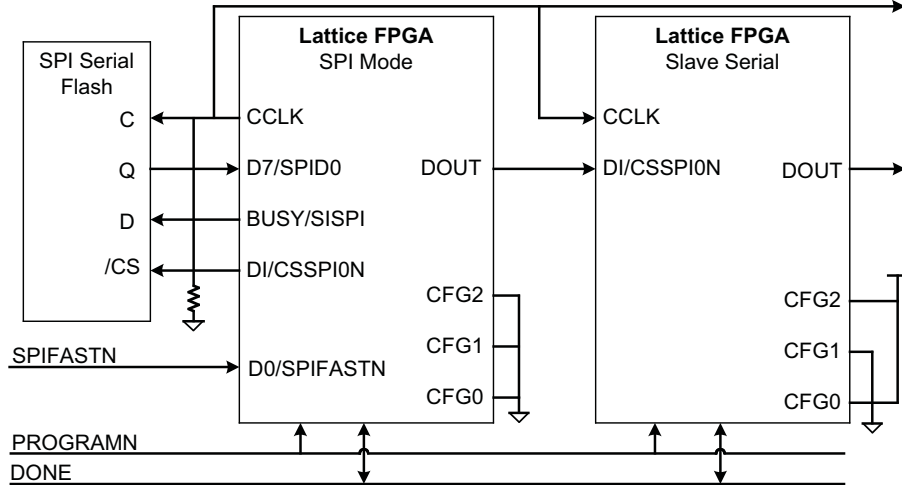 Lattice FPGA
SPI Mode
Lattice FPGA
Slave Serial
SPI Serial
Flash
C
Q
D
/CS
CCLK
D7/SPID0
BUSY/SISPI
DI/CSSPI0N
D0/SPIFASTN
DOUT
CFG2
CFG1
CFG0
CCLK
DI/CSSPI0N
DOUT
CFG2
CFG1
CFG0
SPIFASTN
PROGRAMN
DONE